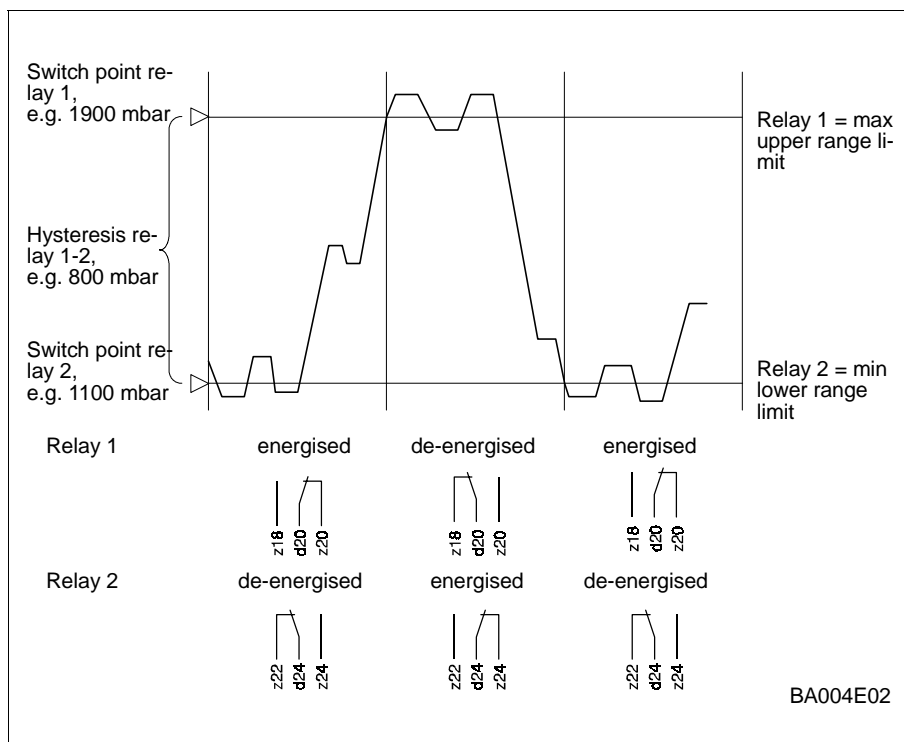 Switch point re-
lay 1,
e.g. 1900 mbar
Relay 1 = max
upper range li-
mit
Hysteresis re-
lay 1-2,
e.g. 800 mbar
Switch point re-
lay 2,
e.g. 1100 mbar
Relay 2 = min
lower range
limit
Relay 1 energised de-energised energised
z18 d20 z20 z18 d20 z20 z18 d20 z20
Relay 2 de-energised energised de-energised
z22 d24 z24 z22 d24 z24 z22 d24 z24
BA004E02